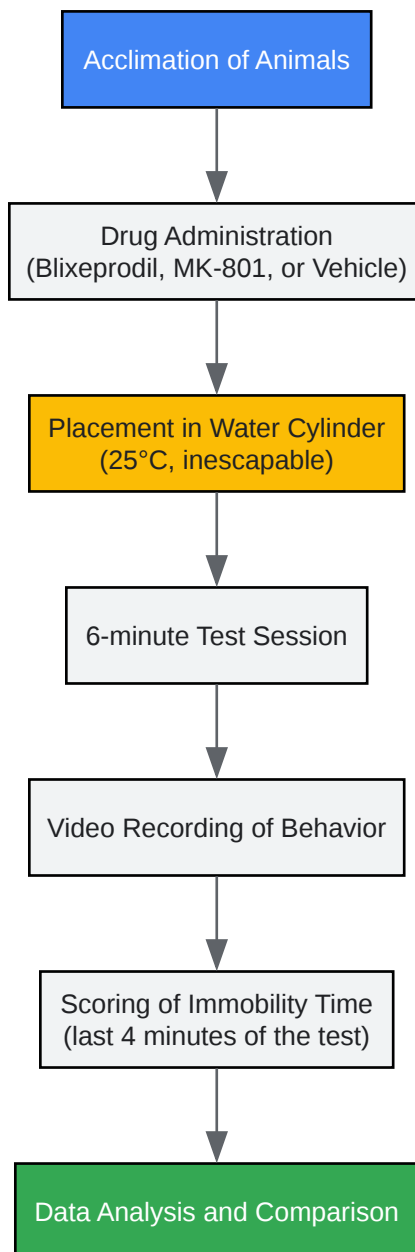 Acclimation of Animals
Drug Administration
(Blixeprodil, MK-801, or Vehicle)
Placement in Water Cylinder
(25°C, inescapable)
6-minute Test Session
Video Recording of Behavior
Scoring of Immobility Time
(last 4 minutes of the test)
Data Analysis and Comparison